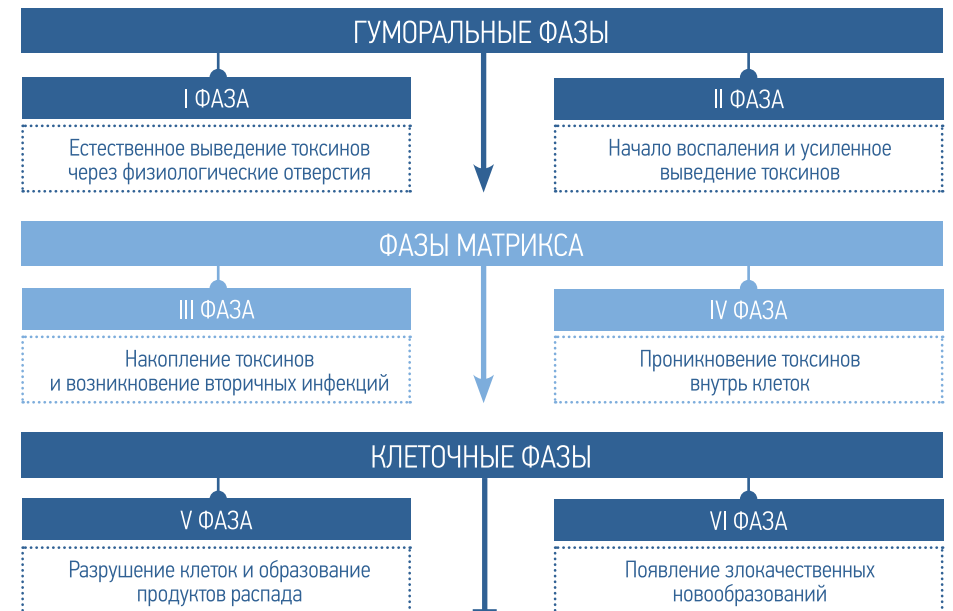 ГУМОРАЛЬНЫЕ ФАЗЫ
I ФАЗА
Естественное выведение токсинов
через физиологические отверстия
II ФАЗА
Начало воспаления и усиленное
выведение токсинов
ФАЗЫ МАТРИКСА
III ФАЗА
Накопление токсинов
и возникновение вторичных инфекций
IV ФАЗА
Проникновение токсинов
внутрь клеток
КЛЕТОЧНЫЕ ФАЗЫ
V ФАЗА
Разрушение клеток и образование
продуктов распада
VI ФАЗА
Появление злокачественных
новообразований